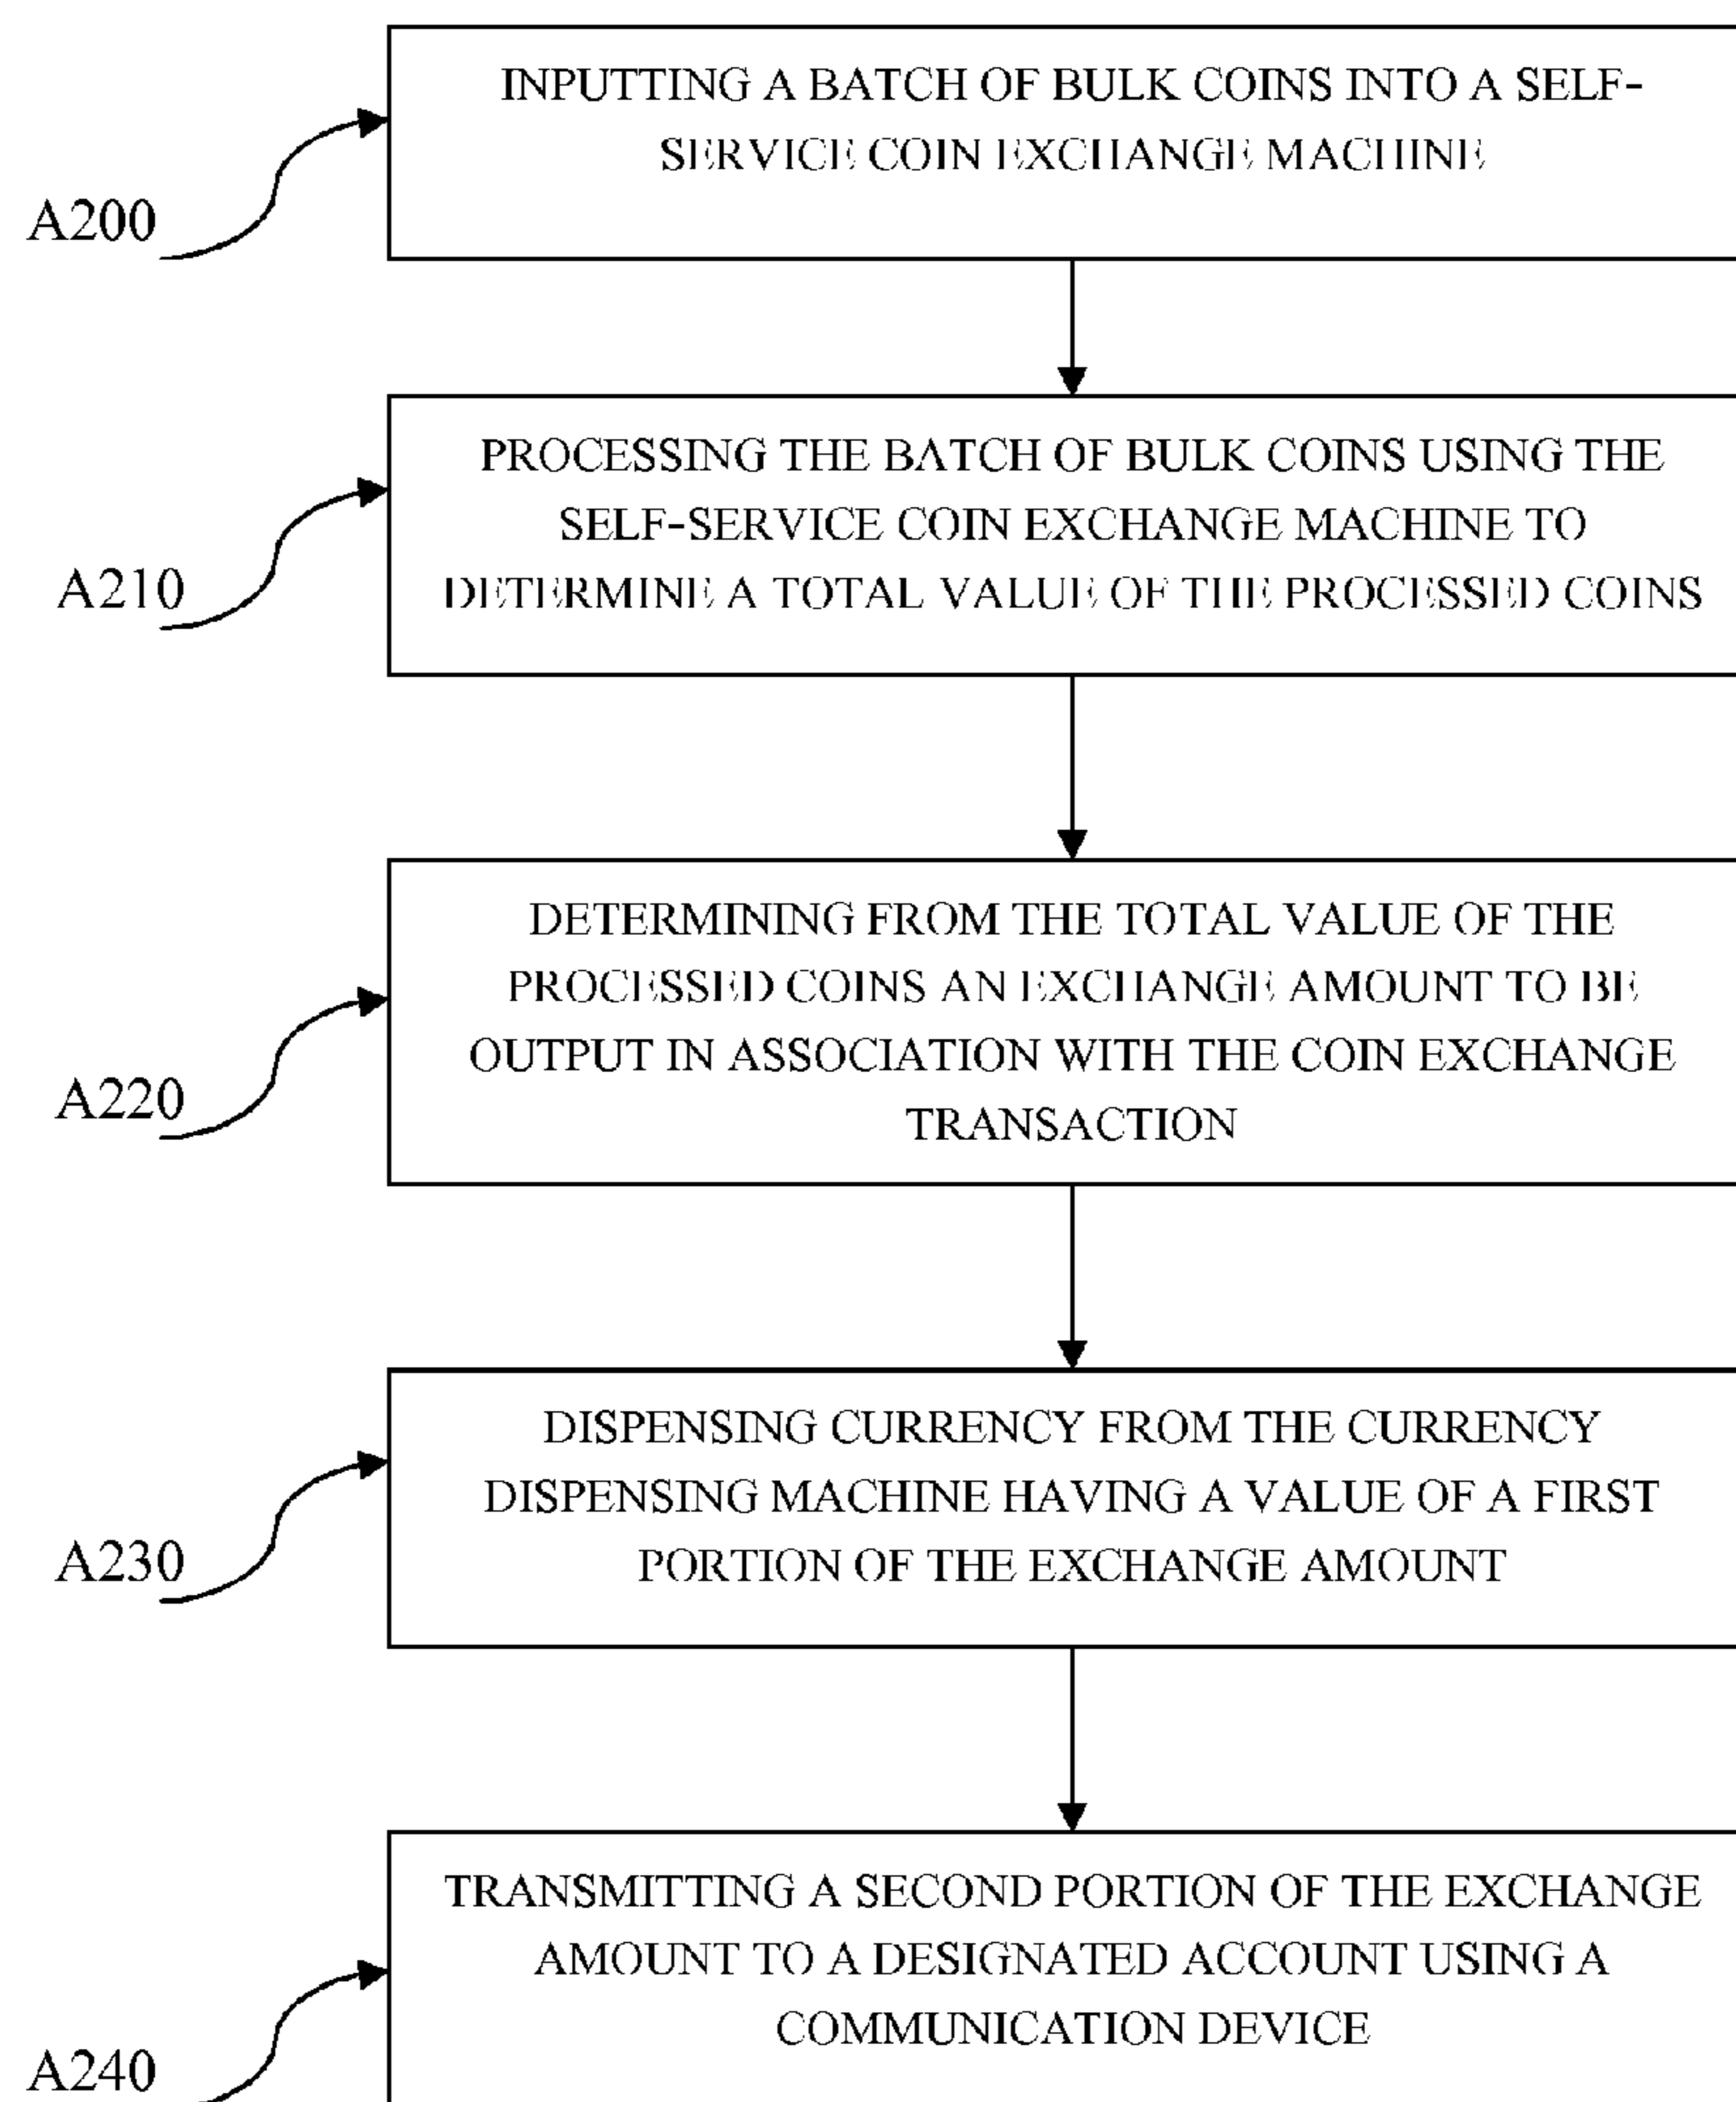 INPUTTING A BATCH OF BULK COINS INTO A SELF-
SERVICE COIN EXCHANGE MACHINE
A200
PROCESSING THE BATCH OF BULK COINS USING THE
SELF-SERVICE COIN EXCHANGE MACHINE TO
DETERMINE A TOTAL VALUE OF THE PROCESSED COINS
A210
DETERMINING FROM THE TOTAL VALUE OF THE
PROCESSED COINS AN EXCHANGE AMOUNT TO BE
OUTPUT IN ASSOCIATION WITH THE COIN EXCHANGE
TRANSACTION
A220
DISPENSING CURRENCY FROM THE CURRENCY
DISPENSING MACHINE HAVING A VALUE OF A FIRST
PORTION OF THE EXCHANGE AMOUNT
A230
TRANSMITTING A SECOND PORTION OF THE EXCHANGE
AMOUNT TO A DESIGNATED ACCOUNT USING A
COMMUNICATION DEVICE
A240